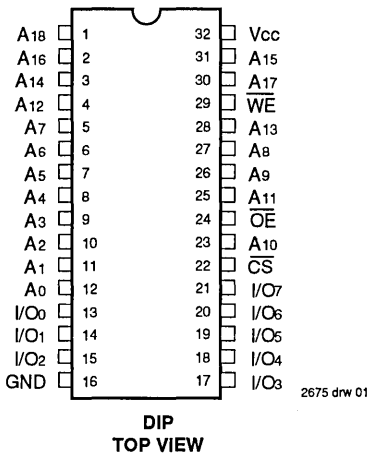 A18 1 32 Vcc
A16 2 31 A15
A14 3 30 A17
A12 4 29 W̅E̅
A7 5 28 A13
A6 6 27 A8
A5 7 26 A9
A4 8 25 A11
A3 9 24 O̅E̅
A2 10 23 A10
A1 11 22 C̅S̅
A0 12 21 I/O7
I/O0 13 20 I/O6
I/O1 14 19 I/O5
I/O2 15 18 I/O4
GND 16 17 I/O3
2675 drw 01
DIP
TOP VIEW